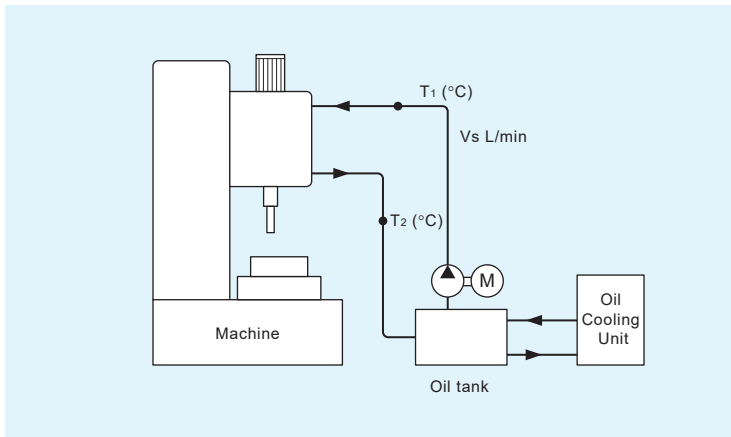 T1 (°C)
Vs L/min
T2 (°C)
M
Oil
Cooling
Unit
Machine
Oil tank